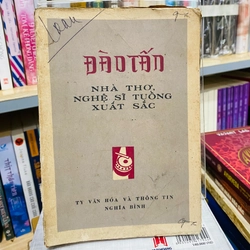 ĐÀO TẤN
NHÀ THƠ,
NGHỆ SĨ TUỒNG
XUẤT SẮC
TY VĂN HÓA VÀ THÔNG TIN
NGHĨA BÌNH